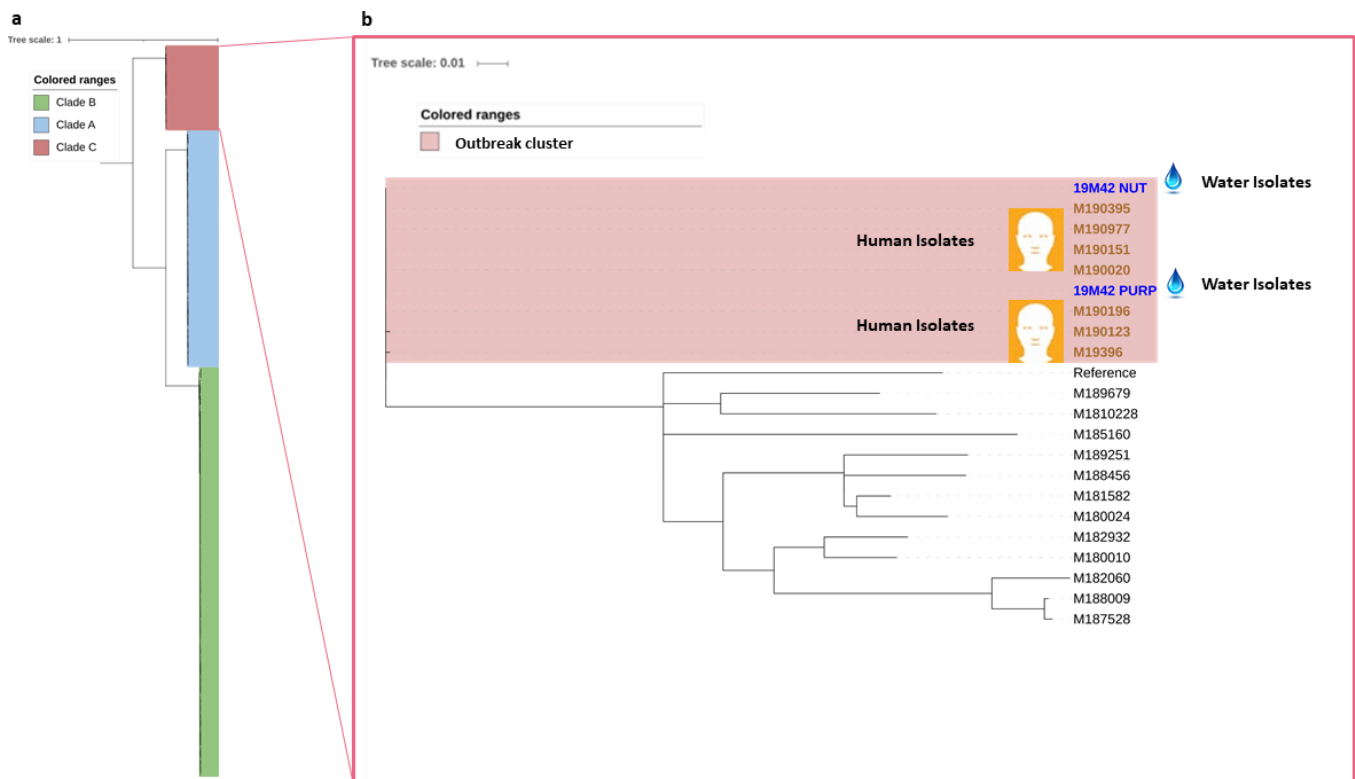 a
Tree scale: 1
Colored ranges
Clade B
Clade A
Clade C
b
Tree scale: 0.01
Colored ranges
Outbreak cluster
19M42 NUT
Water Isolates
M190395
M190977
Human Isolates
M190151
M190020
19M42 PURP
Water Isolates
M190196
Human Isolates
M190123
M19396
Reference
M189679
M1810228
M185160
M189251
M188456
M181582
M180024
M182932
M180010
M182060
M188009
M187528